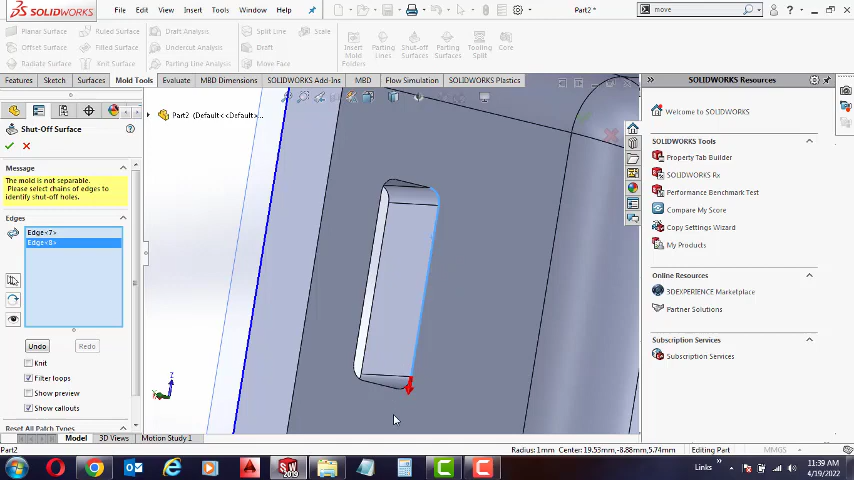 SOLIDWORKS
File
Edit
View
Insert
Tools
Window
Help
Part2 *
move
Planar Surface
Ruled Surface
Draft Analysis
Split Line
Scale
Offset Surface
Filled Surface
Undercut Analysis
Draft
Radiate Surface
Knit Surface
Parting Line Analysis
Move Face
Insert Mold Folders
Parting Lines
Shut-off Surfaces
Parting Surfaces
Tooling Split
Core
Features
Sketch
Surfaces
Mold Tools
Evaluate
MBD Dimensions
SOLIDWORKS Add-Ins
MBD
Flow Simulation
SOLIDWORKS Plastics
SOLIDWORKS Resources
Shut-Off Surface
Part2 (Default<<Default>...
Message
The mold is not separable.
Please select chains of edges to
identify shut-off holes.
Edges
Edge<7>
Edge<8>
Undo
Redo
Knit
Filter loops
Show preview
Show callouts
Reset All Patch Types
Z
Welcome to SOLIDWORKS
SOLIDWORKS Tools
Property Tab Builder
SOLIDWORKS Rx
Performance Benchmark Test
Compare My Score
Copy Settings Wizard
My Products
Online Resources
3DEXPERIENCE Marketplace
Partner Solutions
Subscription Services
Subscription Services
Model
3D Views
Motion Study 1
Part2
Radius: 1mm Center: 19.53mm,-8.88mm,5.74mm
Editing Part
MMGS
SW
2019
Links
11:39 AM
4/19/2022